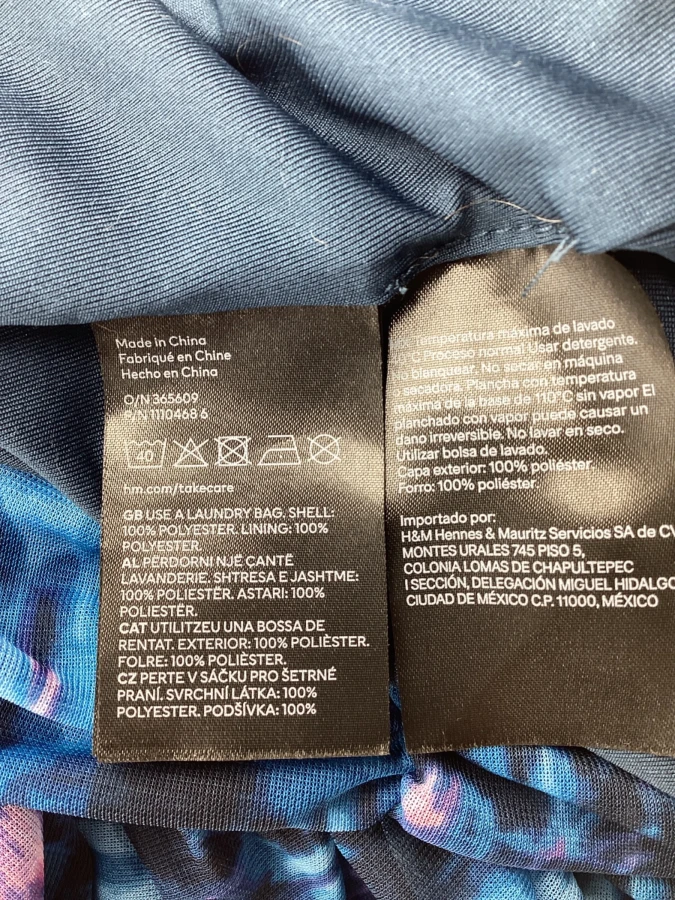 Made in China
Fabriqué en Chine
Hecho en China
O/N 365609
P/N 1110468 6
40
hm.com/takecare
GB USE A LAUNDRY BAG. SHELL:
100% POLYESTER. LINING: 100%
POLYESTER.
AL PERDORNI NJË ÇANTË
LAVANDERIE. SHTRESA E JASHTME:
100% POLIESTËR. ASTARI: 100%
POLIESTËR.
CAT UTILITZEU UNA BOSSA DE
RENTAT. EXTERIOR: 100% POLIÈSTER.
FOLRE: 100% POLIÈSTER.
CZ PERTE V SÁČKU PRO ŠETRNÉ
PRANÍ. SVRCHNÍ LÁTKA: 100%
POLYESTER. PODŠÍVKA: 100%
Temperatura máxima de lavado
C Proceso normal Usar detergente.
blanquear. No secar en máquina
secadora. Plancha con temperatura
máxima de la base de 110°C sin vapor El
planchado con vapor puede causar un
dano irreversible. No lavar en seco.
Utilizar bolsa de lavado.
Capa exterior: 100% poliéster.
Forro: 100% poliéster.
Importado por:
H&M Hennes & Mauritz Servicios SA de CV
MONTES URALES 745 PISO 5,
COLONIA LOMAS DE CHAPULTEPEC
I SECCIÓN, DELEGACIÓN MIGUEL HIDALGO
CIUDAD DE MÉXICO C.P. 11000, MÉXICO